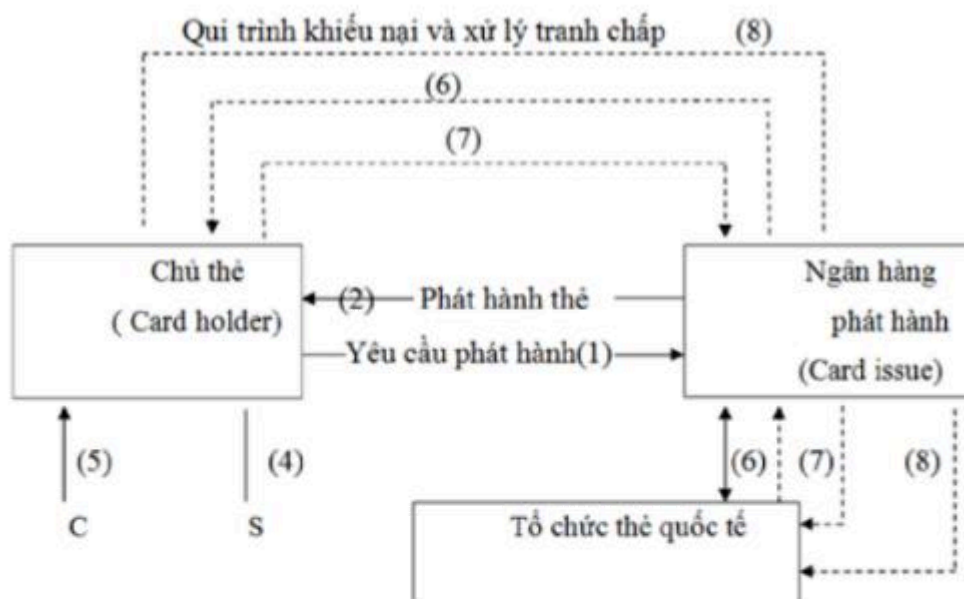 Qui trình khiếu nại và xử lý tranh chấp (8)
(6)
(7)
Chủ thẻ
( Card holder)
Ngân hàng
phát hành
(Card issue)
(2) Phát hành thẻ
Yêu cầu phát hành(1)
(5)
(4)
(6)
(7)
(8)
C
S
Tổ chức thẻ quốc tế